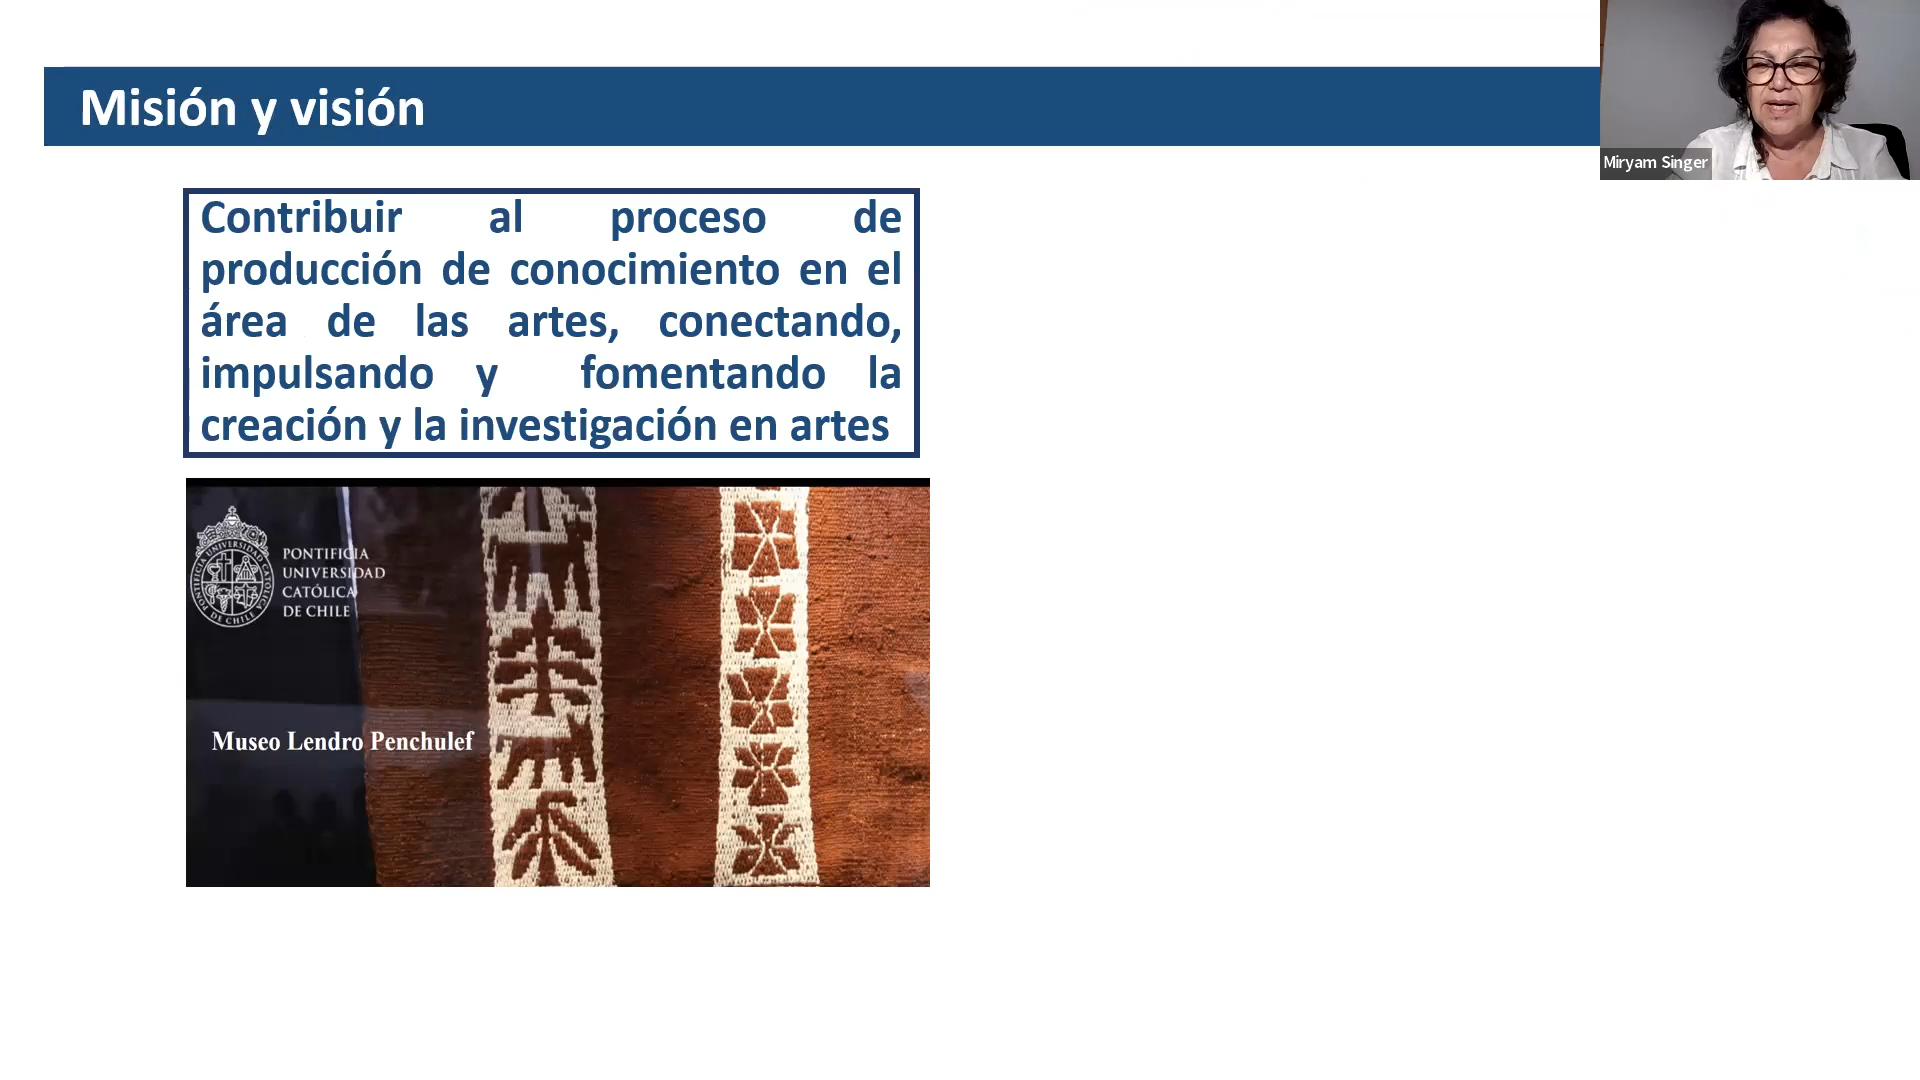 Misión y visión
Miryam Singer
Contribuir al proceso de
producción de conocimiento en el
área de las artes, conectando,
impulsando y fomentando la
creación y la investigación en artes
PONTIFICIA
UNIVERSIDAD
CATÓLICA
DE CHILE
Museo Lendro Penchulef